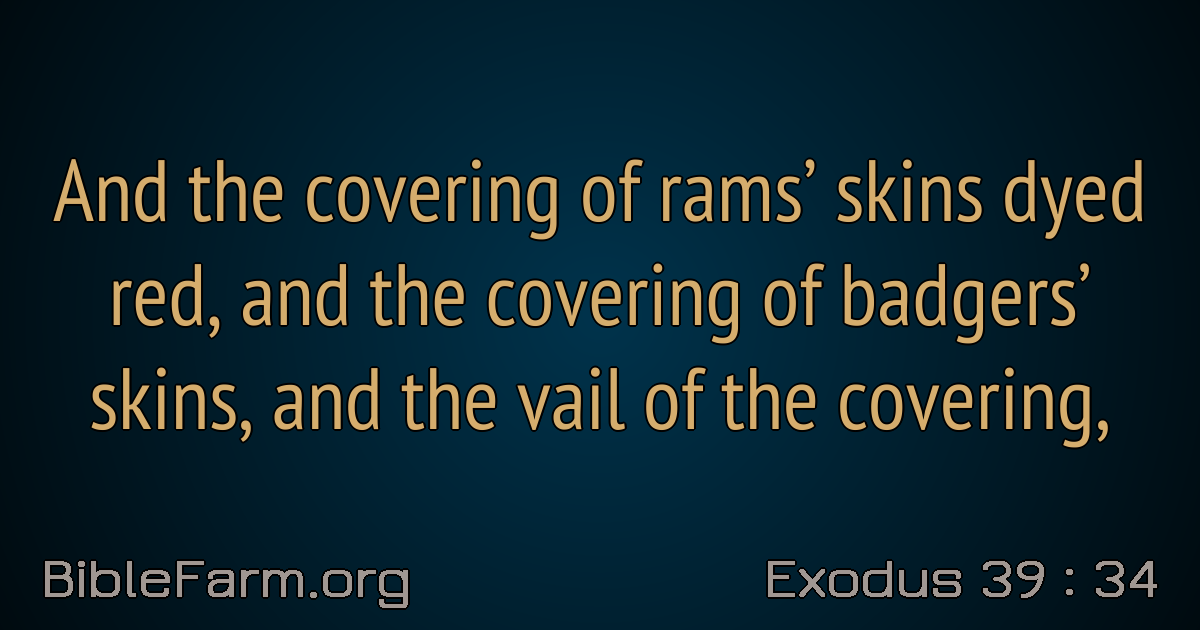 And the covering of rams’ skins dyed
red, and the covering of badgers’
skins, and the vail of the covering,
BibleFarm.org
Exodus 39 : 34